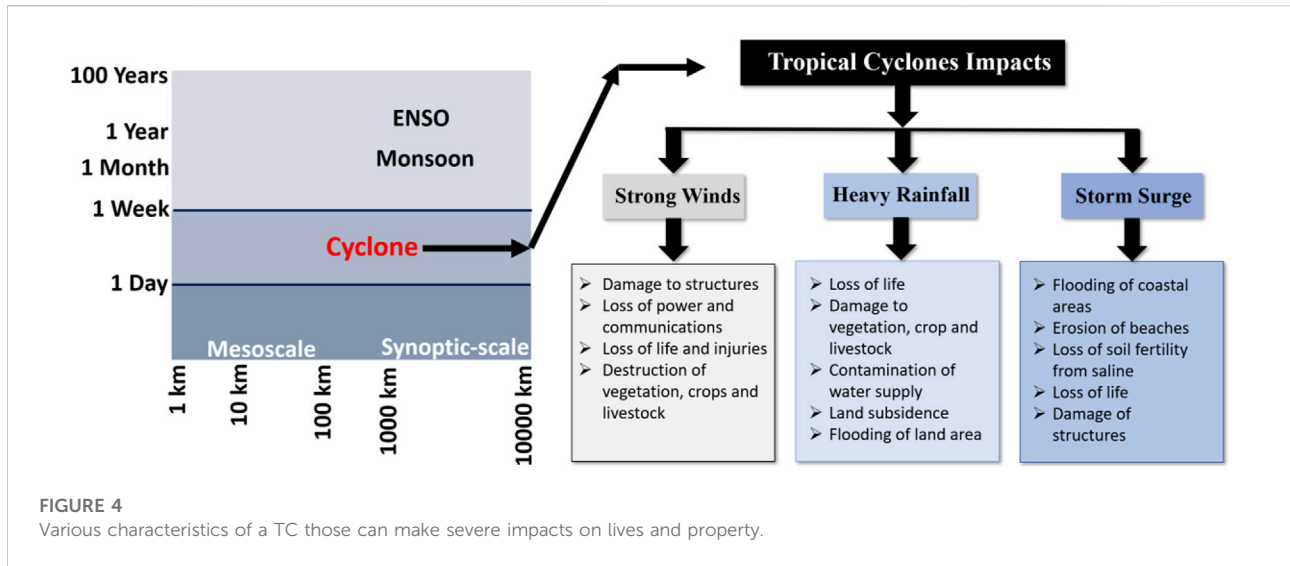 100 Years
1 Year
1 Month
1 Week
1 Day
ENSO
Monsoon
Cyclone
Mesoscale
Synoptic-scale
1 km
10 km
100 km
1000 km
10000 km
Tropical Cyclones Impacts
Strong Winds
➢ Damage to structures
➢ Loss of power and
communications
➢ Loss of life and injuries
➢ Destruction of
vegetation, crops and
livestock
Heavy Rainfall
➢ Loss of life
➢ Damage to
vegetation, crop and
livestock
➢ Contamination of
water supply
➢ Land subsidence
➢ Flooding of land area
Storm Surge
➢ Flooding of coastal
areas
➢ Erosion of beaches
➢ Loss of soil fertility
from saline
➢ Loss of life
➢ Damage of
structures
FIGURE 4
Various characteristics of a TC those can make severe impacts on lives and property.